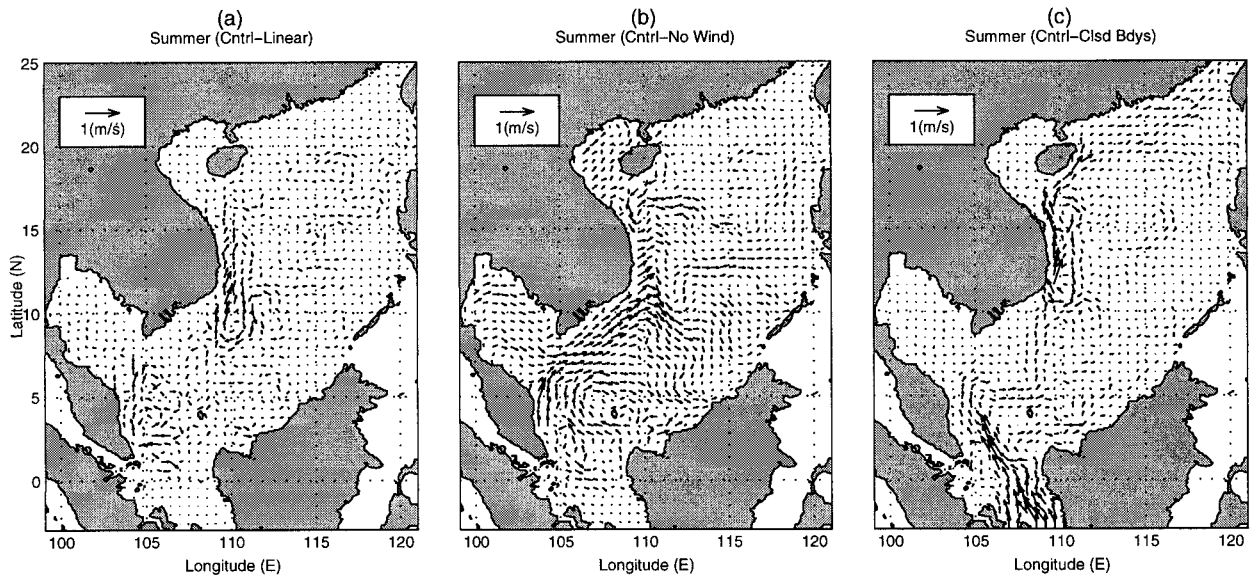 (a) (b) (c)
Summer (Cntrl-Linear) Summer (Cntrl-No Wind) Summer (Cntrl-Clsd Bdys)
25
1(m/s) 1(m/s) 1(m/s)
20
15
Latitude (N)
10
5
0
100 105 110 115 120 100 105 110 115 120 100 105 110 115 120
Longitude (E) Longitude (E) Longitude (E)